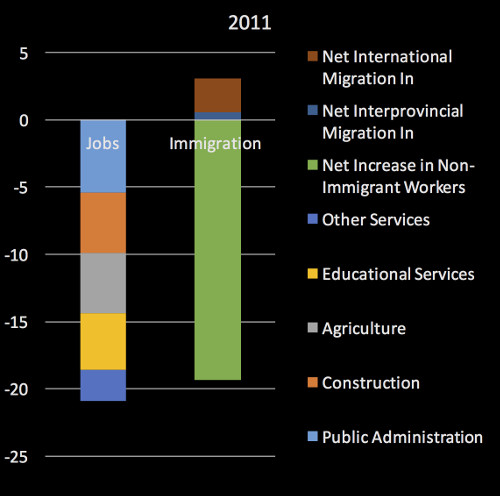 2011
5
0
-5
-10
-15
-20
-25
Jobs
Immigration
Net International
Migration In
Net Interprovincial
Migration In
Net Increase in Non-
Immigrant Workers
Other Services
Educational Services
Agriculture
Construction
Public Administration